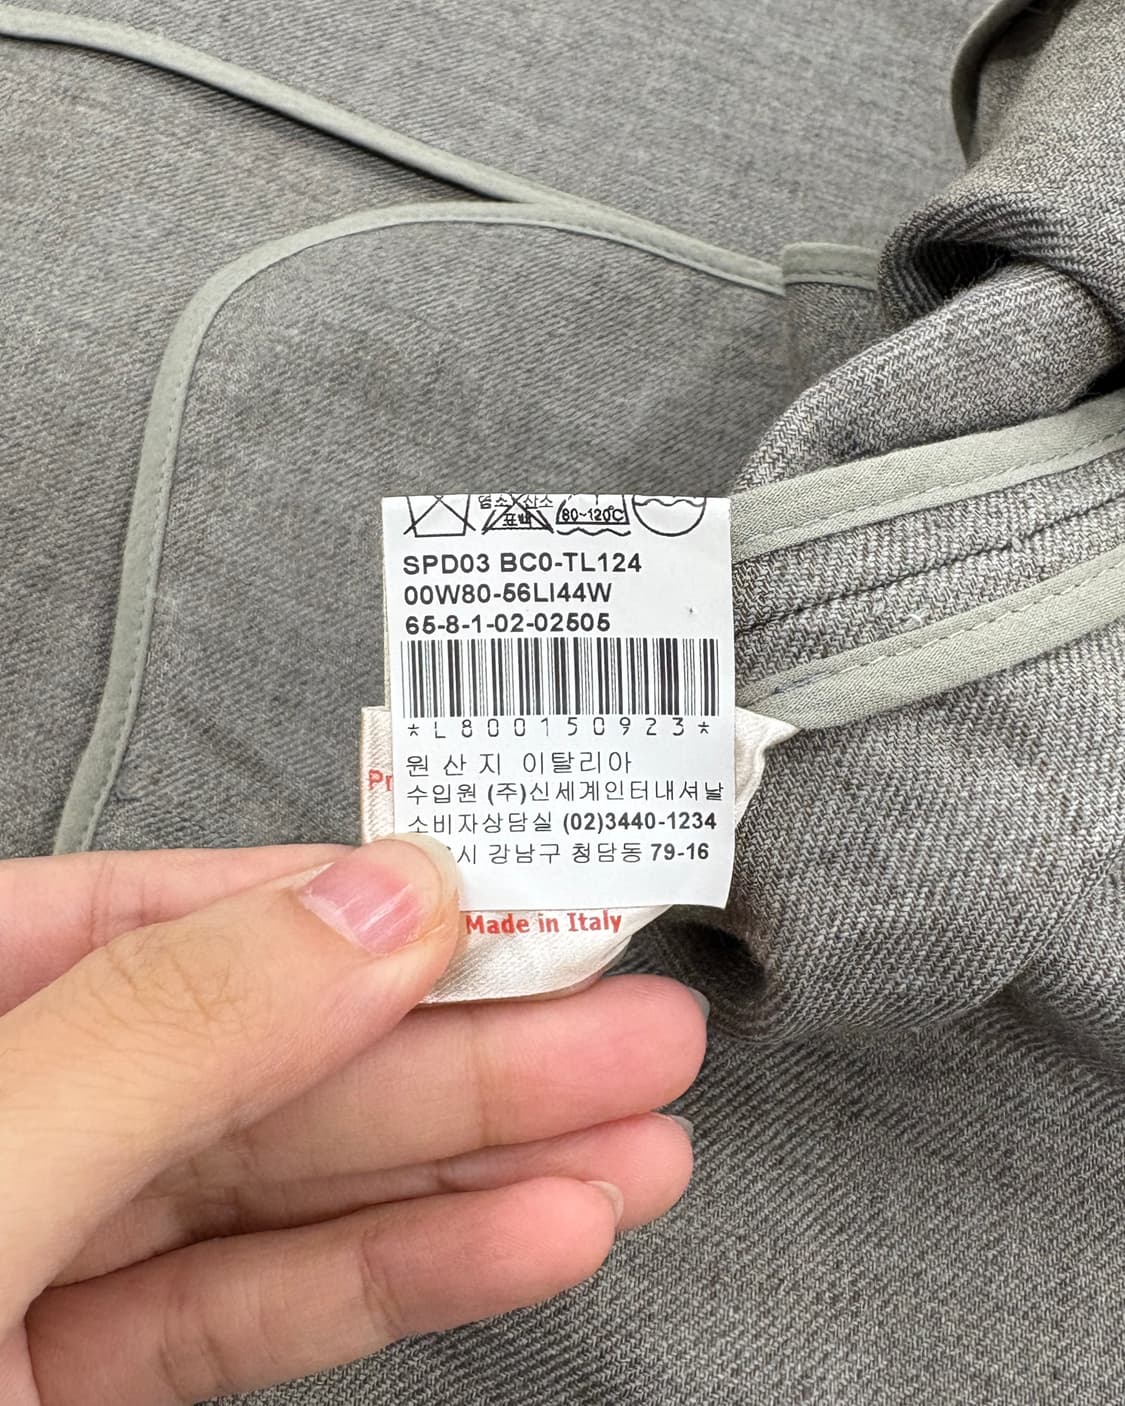 염소 산소
표백
80~120℃
SPD03 BC0-TL124
00W80-56LI44W
65-8-1-02-02505
*L800150923*
원 산 지 이탈리아
Pr
수입원 (주)신세계인터내셔날
소비자상담실 (02)3440-1234
시 강남구 청담동 79-16
Made in Italy